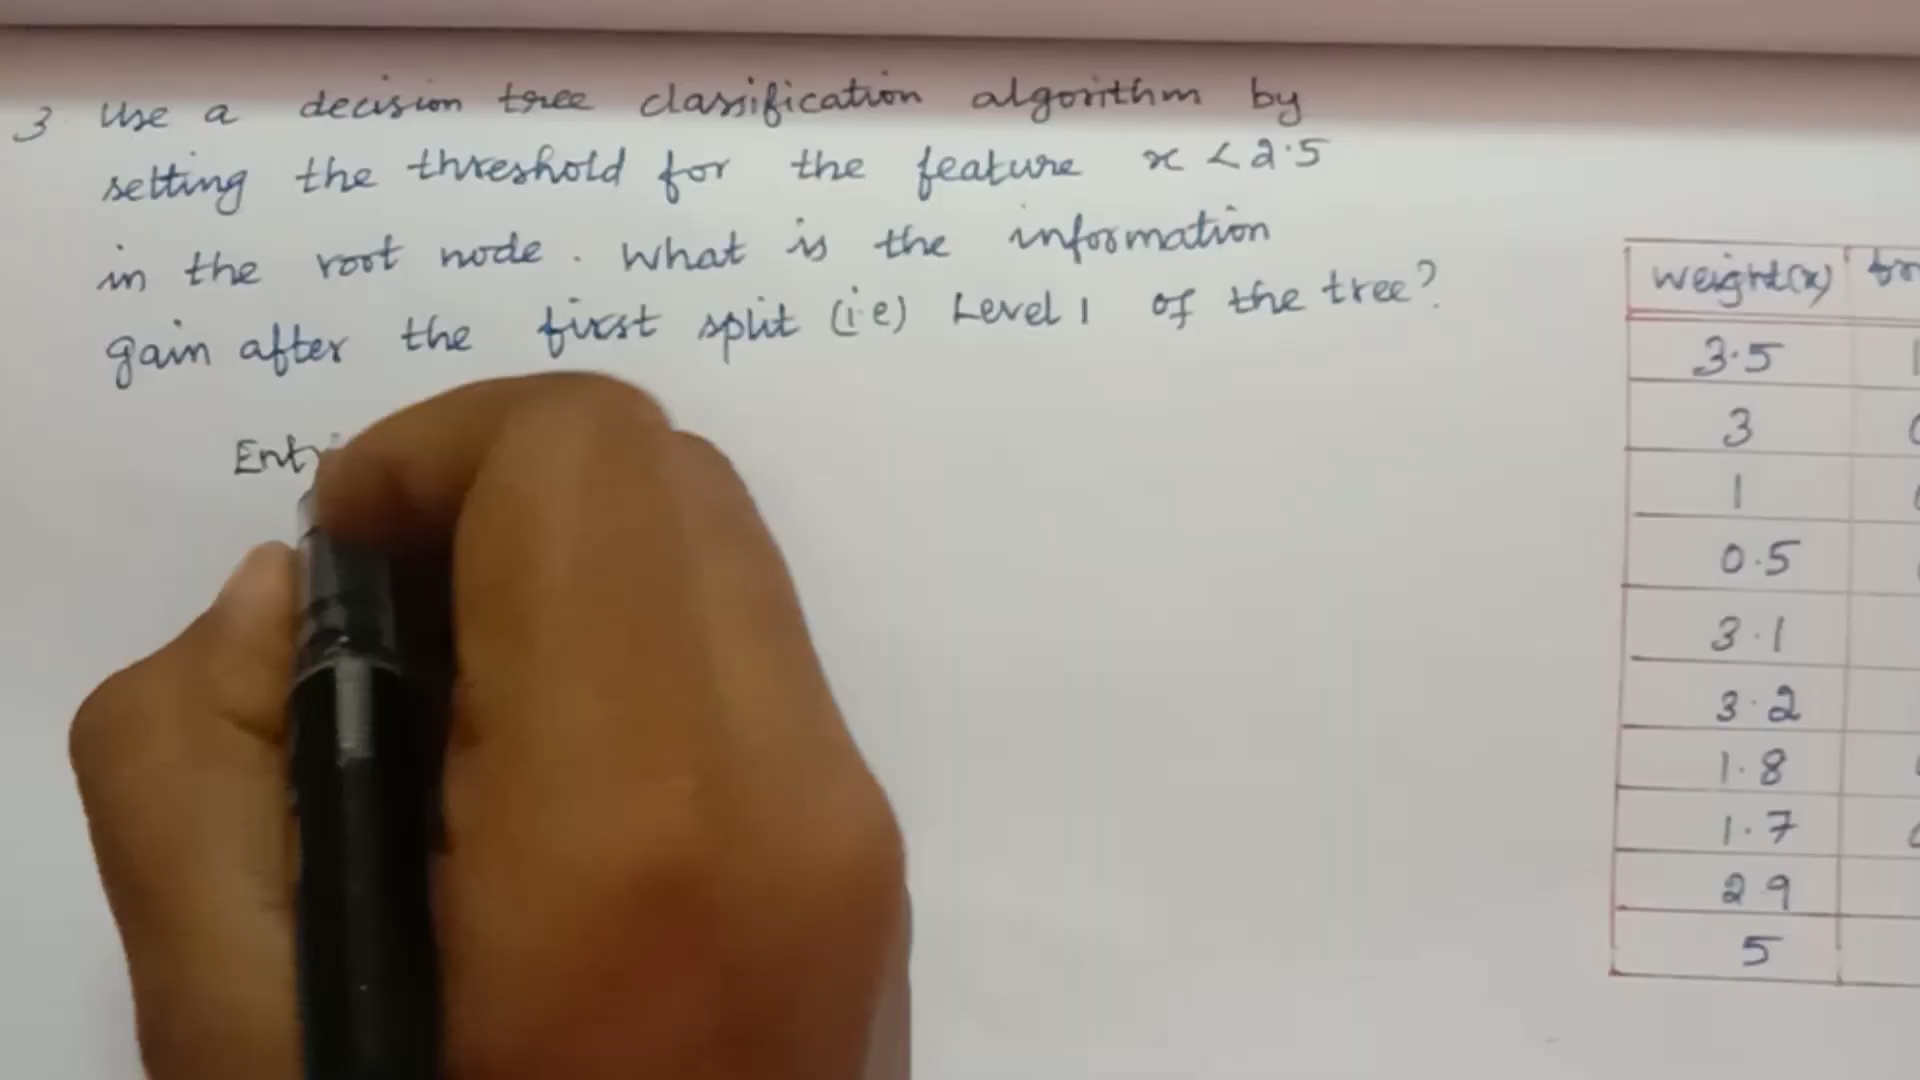 3 Use a decision tree classification algorithm by
setting the threshold for the feature x < 2.5
in the root node. What is the information
gain after the first split (i.e) Level 1 of the tree?
Ent
weight(x)
3.5
3
1
0.5
3.1
3.2
1.8
1.7
2.9
5